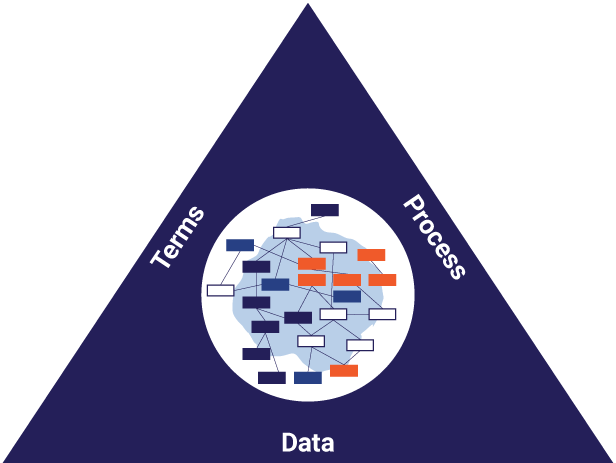 Terms
Process
Data